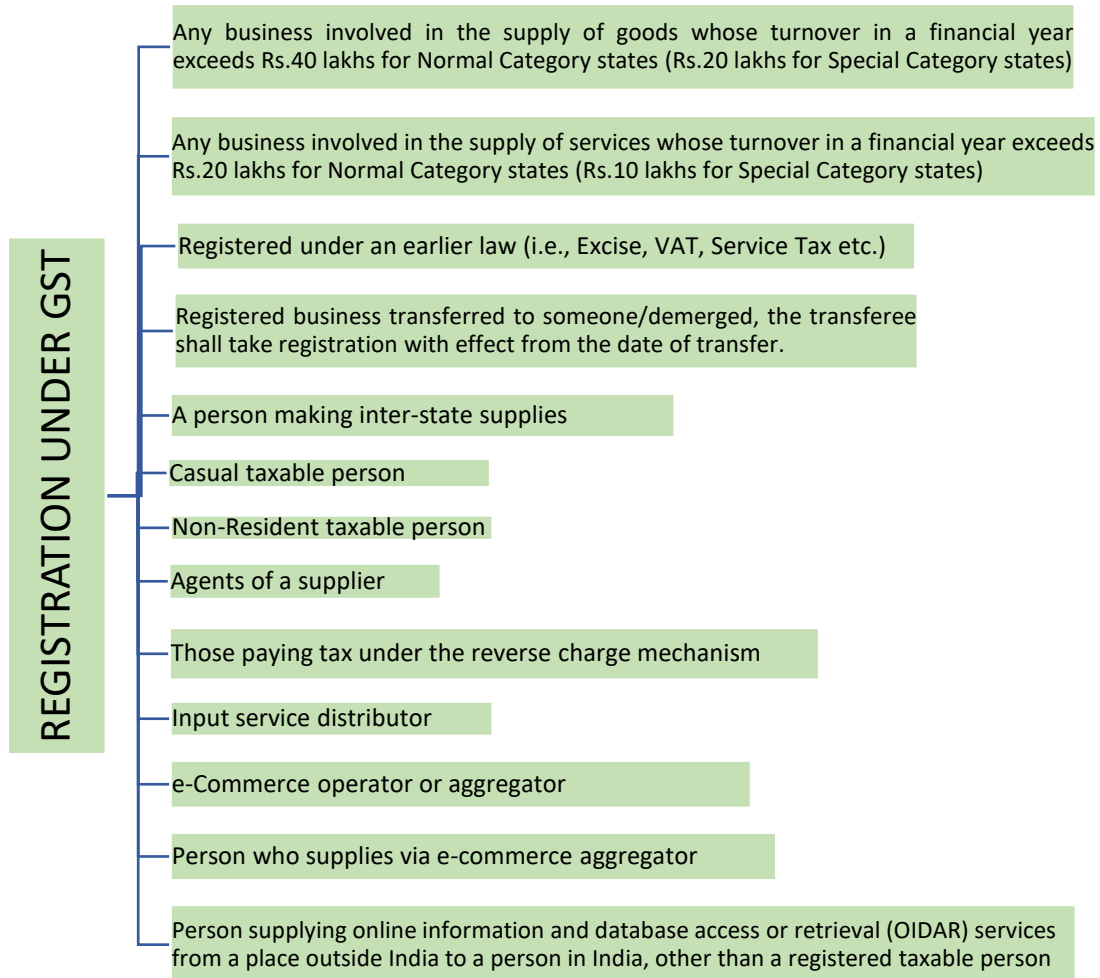 REGISTRATION UNDER GST
Any business involved in the supply of goods whose turnover in a financial year
exceeds Rs.40 lakhs for Normal Category states (Rs.20 lakhs for Special Category states)
Any business involved in the supply of services whose turnover in a financial year exceeds
Rs.20 lakhs for Normal Category states (Rs.10 lakhs for Special Category states)
Registered under an earlier law (i.e., Excise, VAT, Service Tax etc.)
Registered business transferred to someone/demerged, the transferee
shall take registration with effect from the date of transfer.
A person making inter-state supplies
Casual taxable person
Non-Resident taxable person
Agents of a supplier
Those paying tax under the reverse charge mechanism
Input service distributor
e-Commerce operator or aggregator
Person who supplies via e-commerce aggregator
Person supplying online information and database access or retrieval (OIDAR) services
from a place outside India to a person in India, other than a registered taxable person